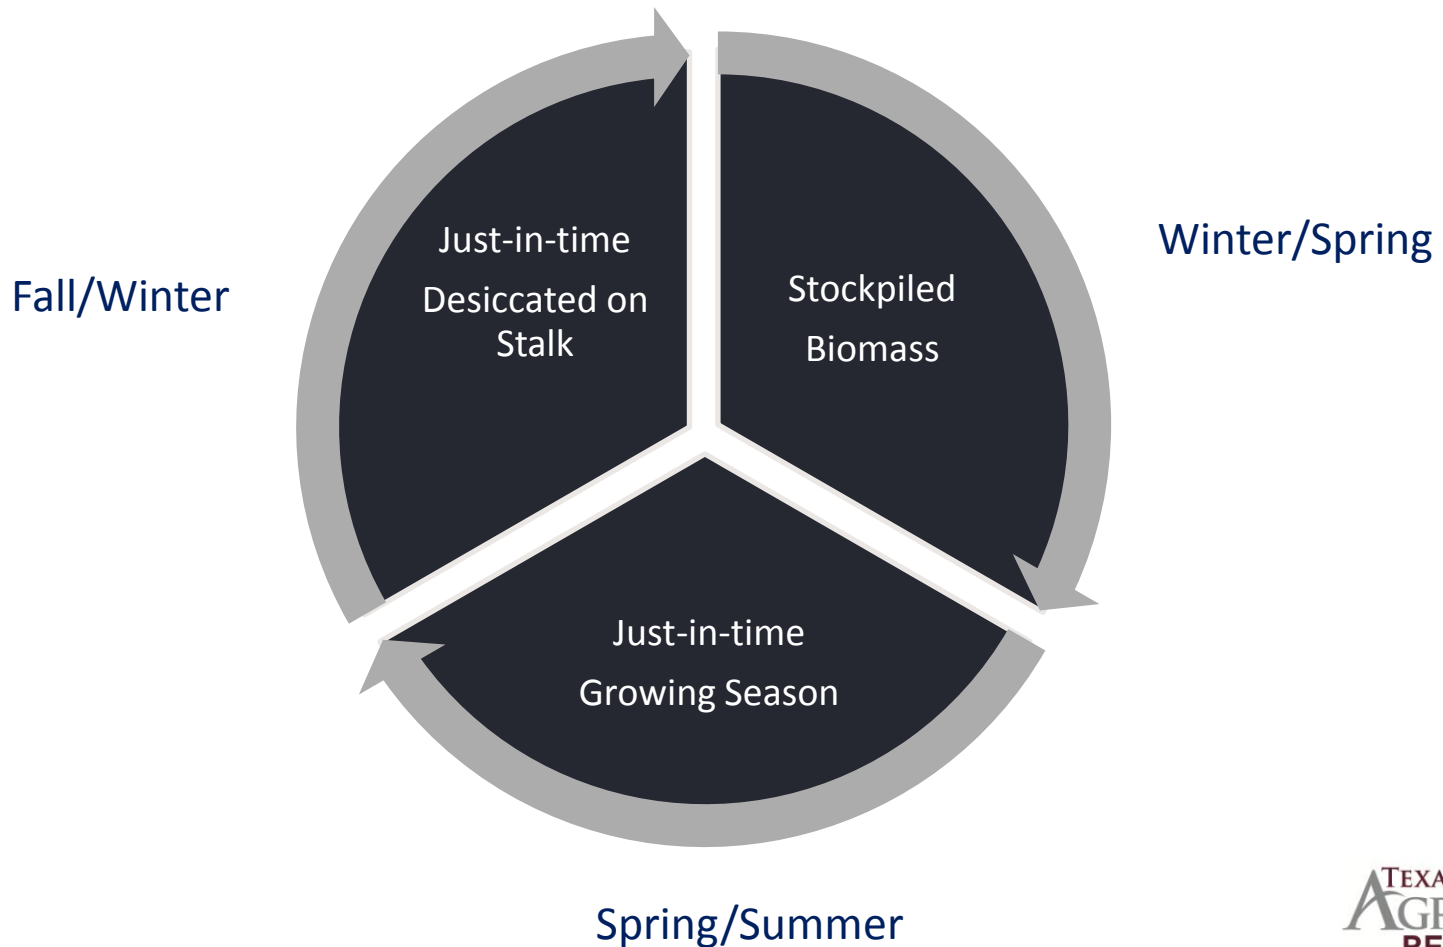 Just-in-time
Desiccated on
Stalk
Fall/Winter
Stockpiled
Biomass
Winter/Spring
Just-in-time
Growing Season
Spring/Summer